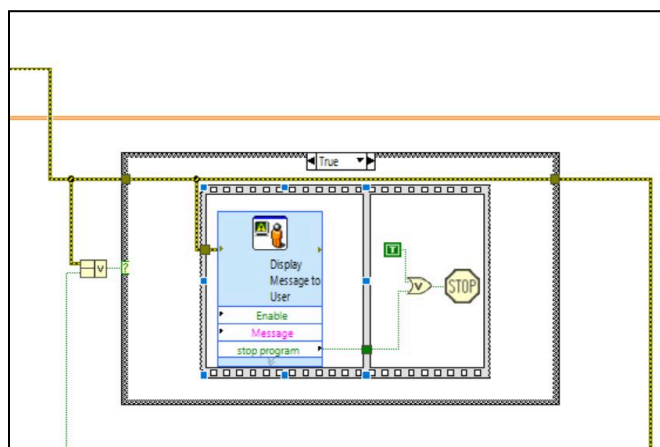 True
Display
Message to
User
Enable
Message
stop program
?
T
V
V
STOP